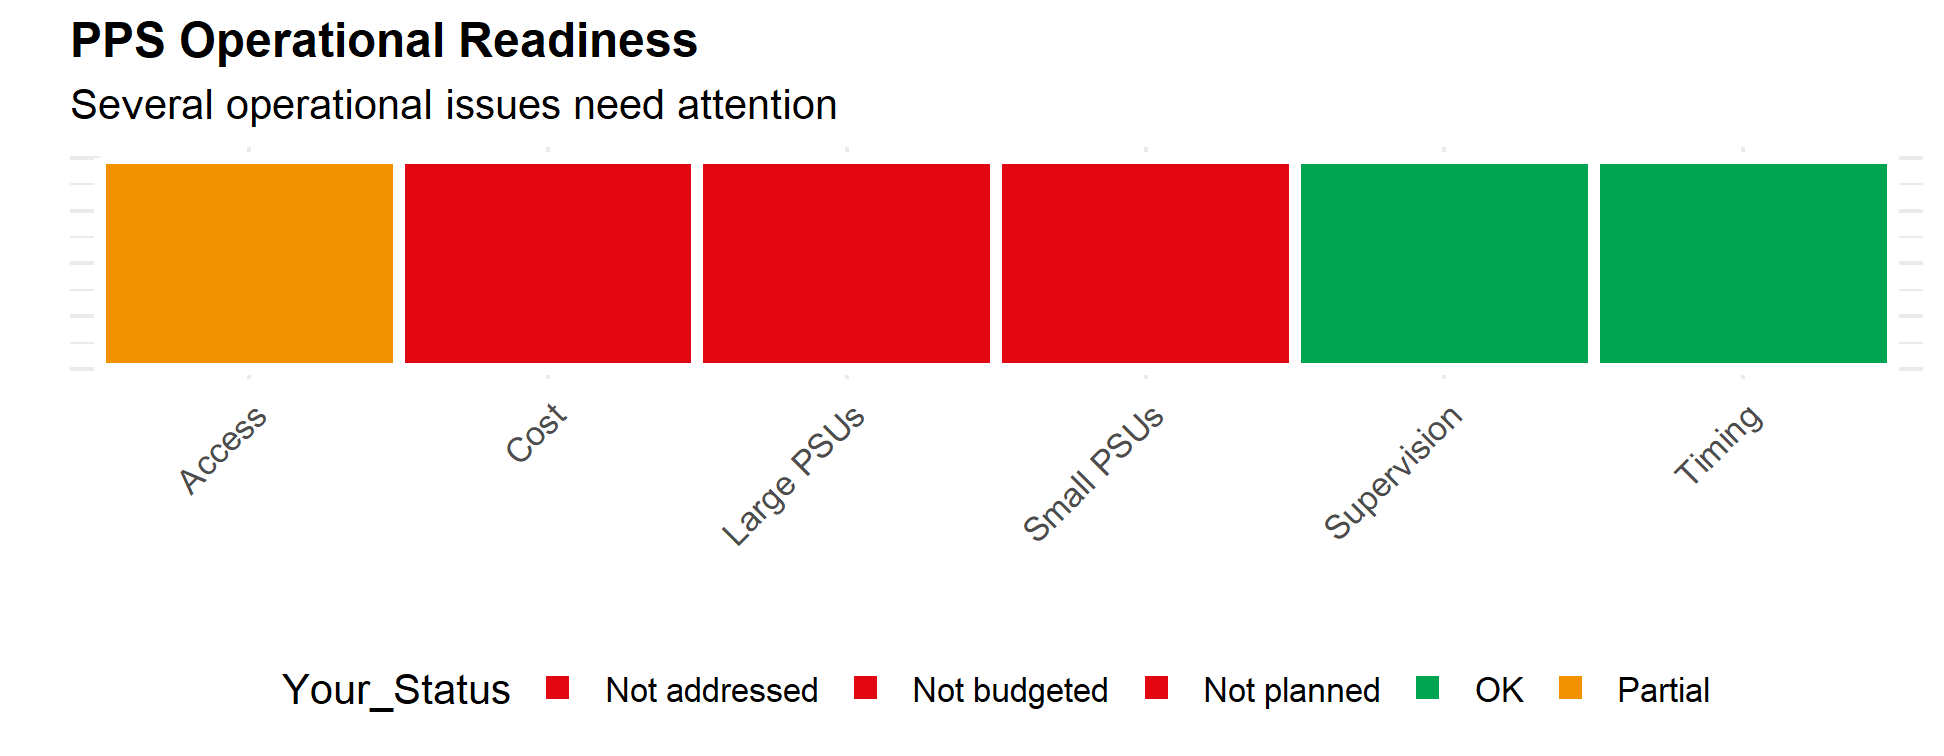 PPS Operational Readiness
Several operational issues need attention
Access
Cost
Large PSUs
Small PSUs
Supervision
Timing
Your_Status Not addressed Not budgeted Not planned OK Partial